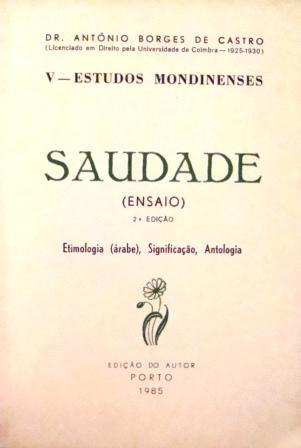 DR. ANTÓNIO BORGES DE CASTRO
(Licenciado em Direito pela Universidade de Coimbra — 1925-1930)
V — ESTUDOS MONDINENSES
SAUDADE
(ENSAIO)
2.ª EDIÇÃO
Etimologia (árabe), Significação, Antologia
EDIÇÃO DO AUTOR
PORTO
1985